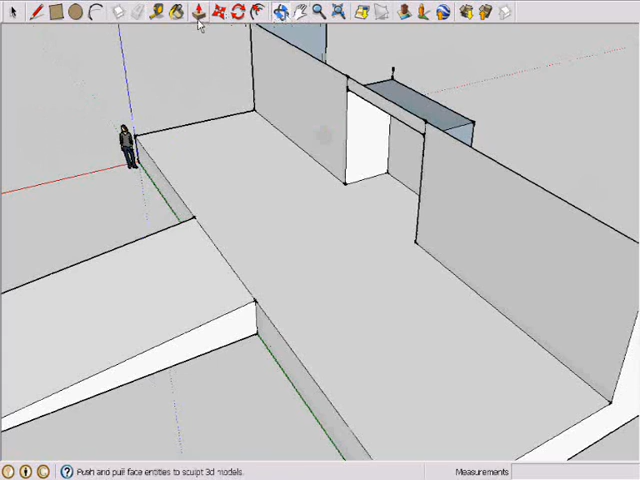 Push and pull face entities to sculpt 3d models.
Measurements